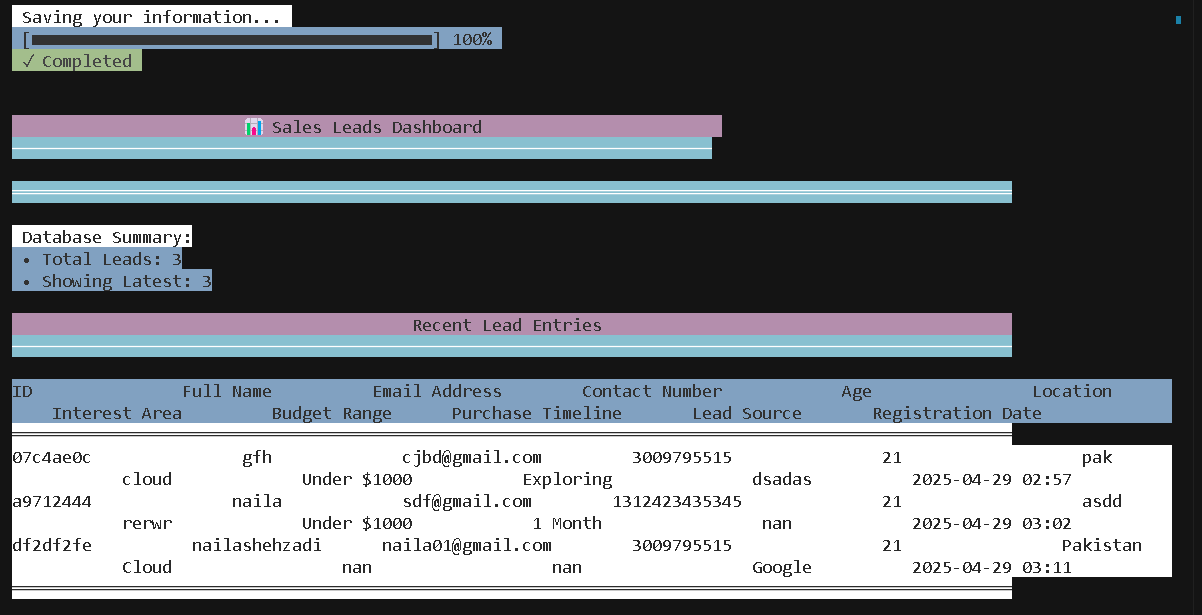 Saving your information...
[████████████████████████████████████████] 100%
✓ Completed
📊 Sales Leads Dashboard
Database Summary:
• Total Leads: 3
• Showing Latest: 3
Recent Lead Entries
ID Full Name Email Address Contact Number Age Location
Interest Area Budget Range Purchase Timeline Lead Source Registration Date
07c4ae0c gfh cjbd@gmail.com 3009795515 21 pak
cloud Under $1000 Exploring dsadas 2025-04-29 02:57
a9712444 naila sdf@gmail.com 1312423435345 21 asdd
rerwr Under $1000 1 Month nan 2025-04-29 03:02
df2df2fe nailashehzadi naila01@gmail.com 3009795515 21 Pakistan
Cloud nan nan Google 2025-04-29 03:11